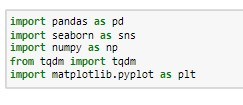 import pandas as pd
import seaborn as sns
import numpy as np
from tqdm import tqdm
import matplotlib.pyplot as plt